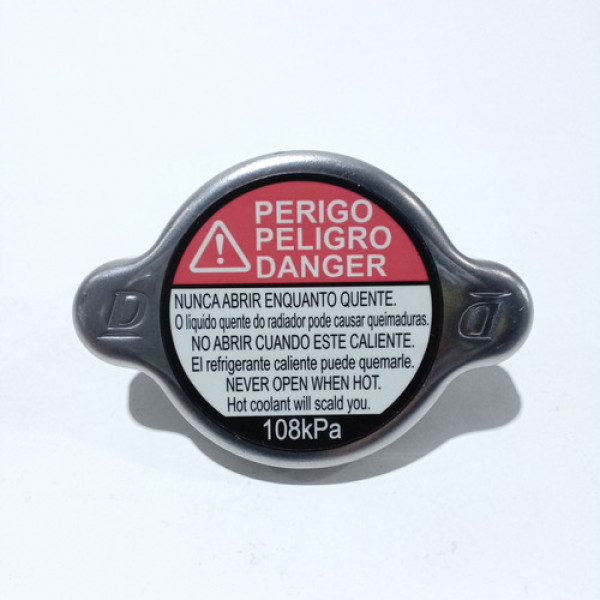 PERIGO
PELIGRO
DANGER
NUNCA ABRIR ENQUANTO QUENTE.
O líquido quente do radiador pode causar queimaduras.
NO ABRIR CUANDO ESTE CALIENTE.
El refrigerante caliente puede quemarle.
NEVER OPEN WHEN HOT.
Hot coolant will scald you.
108kPa
D
D